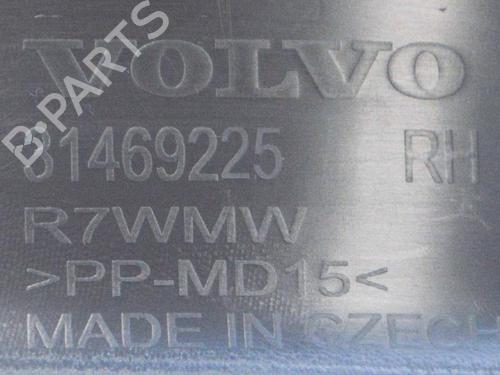 B-PARTS
VOLVO
31469225 RH
R7WMW
>PP-MD15<
MADE IN CZECH